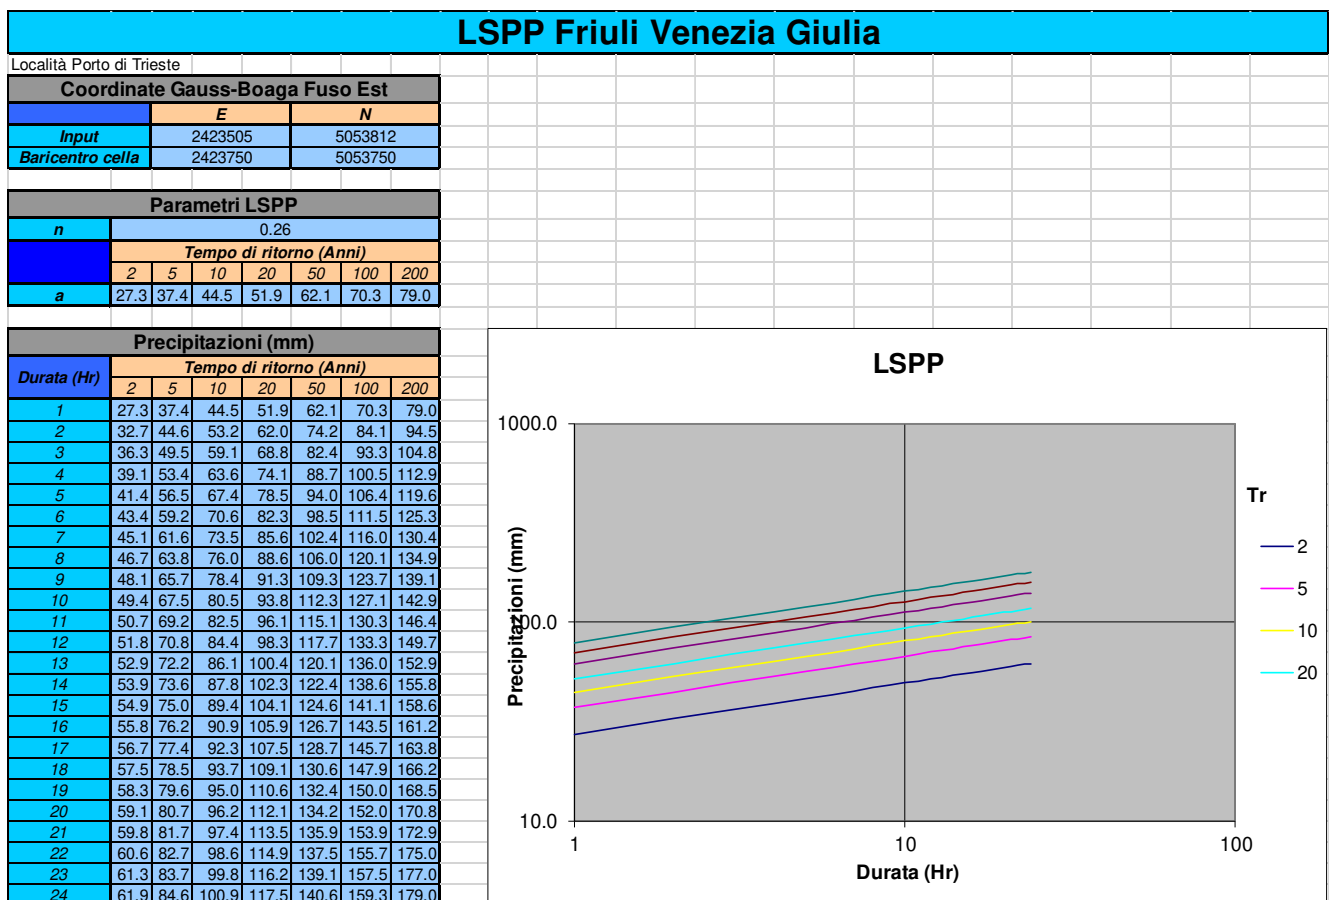 LSPP Friuli Venezia Giulia
Località Porto di Trieste
Coordinate Gauss-Boaga Fuso Est
E N
Input 2423505 5053812
Baricentro cella 2423750 5053750
Parametri LSPP
n 0.26
Tempo di ritorno (Anni)
2 5 10 20 50 100 200
a 27.3 37.4 44.5 51.9 62.1 70.3 79.0
Precipitazioni (mm)
Durata (Hr) Tempo di ritorno (Anni)
2 5 10 20 50 100 200
1 27.3 37.4 44.5 51.9 62.1 70.3 79.0
2 32.7 44.6 53.2 62.0 74.2 84.1 94.5
3 36.3 49.5 59.1 68.8 82.4 93.3 104.8
4 39.1 53.4 63.6 74.1 88.7 100.5 112.9
5 41.4 56.5 67.4 78.5 94.0 106.4 119.6
6 43.4 59.2 70.6 82.3 98.5 111.5 125.3
7 45.1 61.6 73.5 85.6 102.4 116.0 130.4
8 46.7 63.8 76.0 88.6 106.0 120.1 134.9
9 48.1 65.7 78.4 91.3 109.3 123.7 139.1
10 49.4 67.5 80.5 93.8 112.3 127.1 142.9
11 50.7 69.2 82.5 96.1 115.1 130.3 146.4
12 51.8 70.8 84.4 98.3 117.7 133.3 149.7
13 52.9 72.2 86.1 100.4 120.1 136.0 152.9
14 53.9 73.6 87.8 102.3 122.4 138.6 155.8
15 54.9 75.0 89.4 104.1 124.6 141.1 158.6
16 55.8 76.2 90.9 105.9 126.7 143.5 161.2
17 56.7 77.4 92.3 107.5 128.7 145.7 163.8
18 57.5 78.5 93.7 109.1 130.6 147.9 166.2
19 58.3 79.6 95.0 110.6 132.4 150.0 168.5
20 59.1 80.7 96.2 112.1 134.2 152.0 170.8
21 59.8 81.7 97.4 113.5 135.9 153.9 172.9
22 60.6 82.7 98.6 114.9 137.5 155.7 175.0
23 61.3 83.7 99.8 116.2 139.1 157.5 177.0
24 61.9 84.6 100.9 117.5 140.6 159.3 179.0
LSPP
1000.0
100.0
10.0
Precipitazioni (mm)
1 10 100
Durata (Hr)
Tr
2
5
10
20